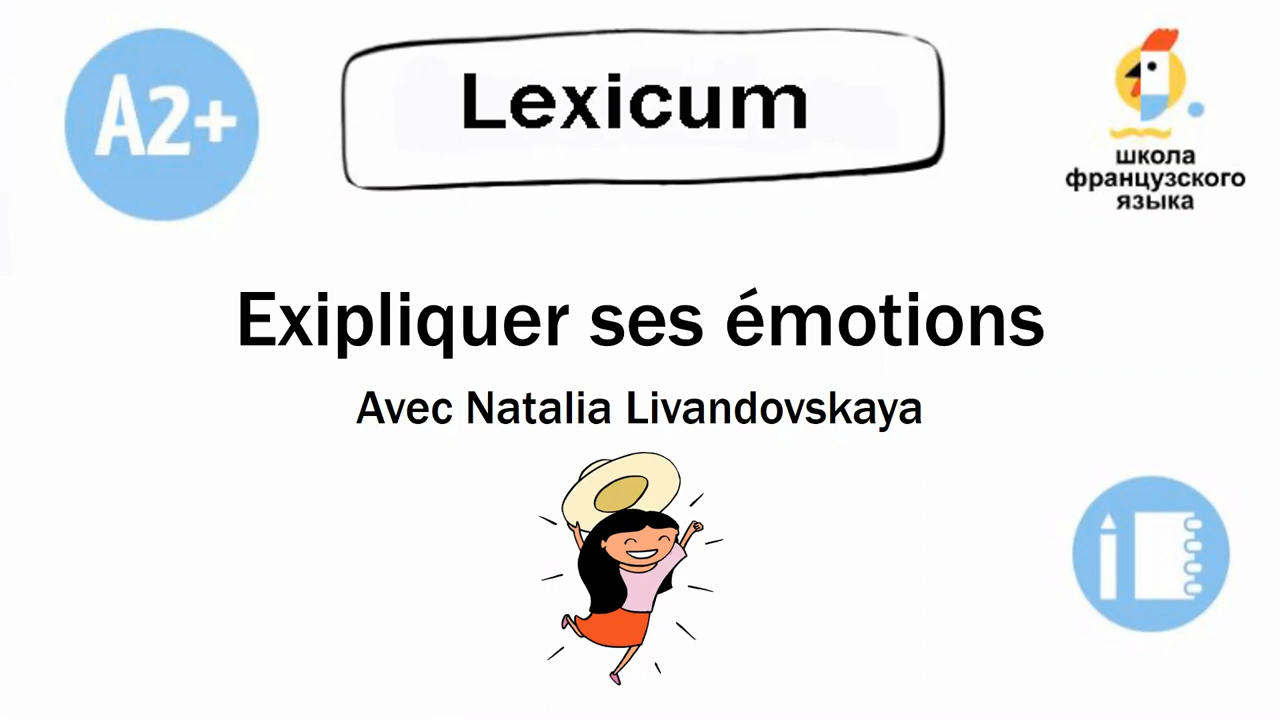 A2+
Lexicum
школа
французского
языка
Exipliquer ses émotions
Avec Natalia Livandovskaya